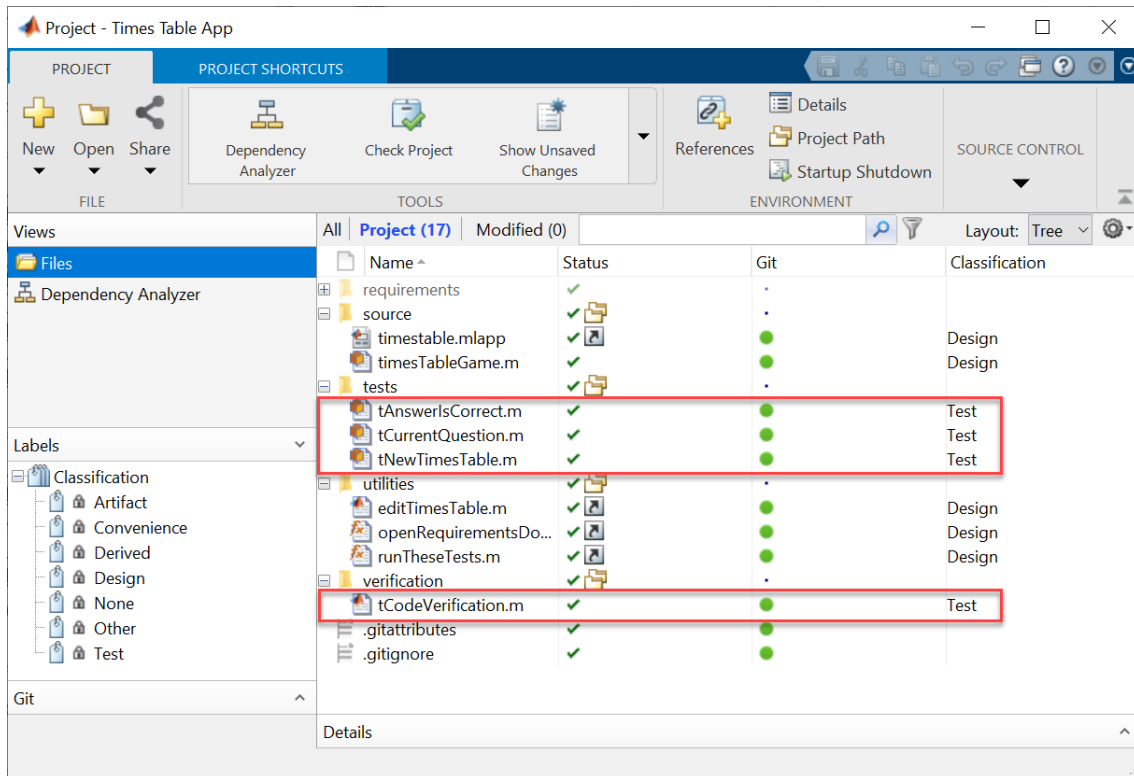 Project - Times Table App
PROJECT PROJECT SHORTCUTS
New Open Share
Dependency Analyzer
Check Project
Show Unsaved Changes
References
Details
Project Path
Startup Shutdown
SOURCE CONTROL
FILE TOOLS ENVIRONMENT
Views
All Project (17) Modified (0) Layout: Tree
Files
Dependency Analyzer
Name Status Git Classification
requirements
source
timestable.mlapp Design
timesTableGame.m Design
tests
tAnswerIsCorrect.m Test
tCurrentQuestion.m Test
tNewTimesTable.m Test
utilities
editTimesTable.m Design
openRequirementsDo... Design
runTheseTests.m Design
verification
tCodeVerification.m Test
.gitattributes
.gitignore
Labels
Classification
Artifact
Convenience
Derived
Design
None
Other
Test
Git
Details